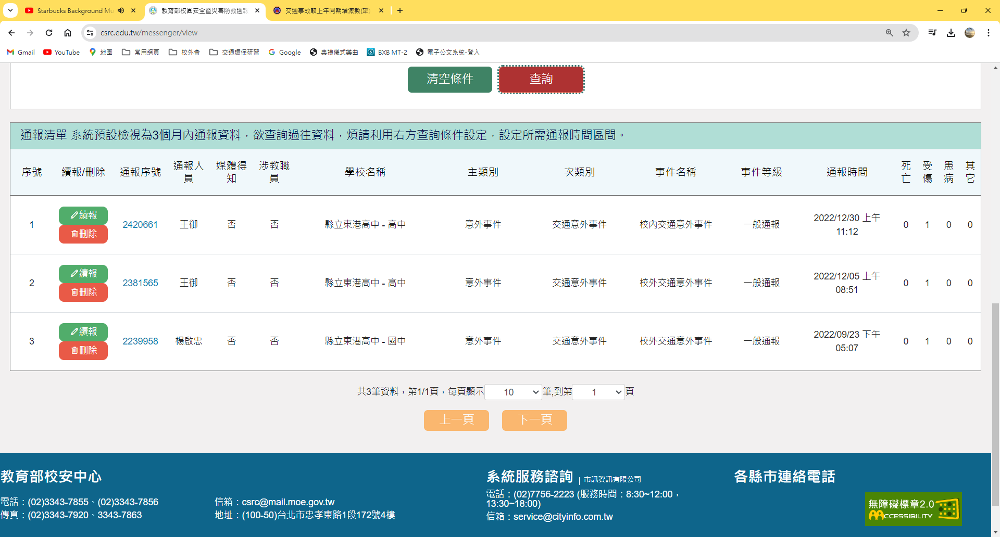 Starbucks Background Mu
教育部校園安全暨災害防救通報
交通事故較上年同期增減數(率)
csrc.edu.tw/messenger/view
Gmail
YouTube
地圖
常用網頁
校外會
交通環保研習
Google
典禮儀式樂曲
BXB MT-2
電子公文系統-登入
清空條件
查詢
通報清單 系統預設檢視為3個月內通報資料，欲查詢過往資料，煩請利用右方查詢條件設定，設定所需通報時間區間。
序號 續報/刪除 通報序號 通報人員 媒體得知 涉教職員 學校名稱 主類別 次類別 事件名稱 事件等級 通報時間 死亡 受傷 患病 其它
1 續報 刪除 2420661 王御 否 否 縣立東港高中 - 高中 意外事件 交通意外事件 校內交通意外事件 一般通報 2022/12/30 上午 11:12 0 1 0 0
2 續報 刪除 2381565 王御 否 否 縣立東港高中 - 高中 意外事件 交通意外事件 校外交通意外事件 一般通報 2022/12/05 上午 08:51 0 1 0 0
3 續報 刪除 2239958 楊啟忠 否 否 縣立東港高中 - 國中 意外事件 交通意外事件 校外交通意外事件 一般通報 2022/09/23 下午 05:07 0 1 0 0
共3筆資料，第1/1頁，每頁顯示 10 筆,到第 1 頁
上一頁 下一頁
教育部校安中心
電話：(02)3343-7855、(02)3343-7856
傳真：(02)3343-7920、3343-7863
信箱：csrc@mail.moe.gov.tw
地址：(100-50)台北市忠孝東路1段172號4樓
系統服務諮詢 | 市訊資訊有限公司
電話：(02)7756-2223 (服務時間：8:30~12:00，
13:30~18:00)
信箱：service@cityinfo.com.tw
各縣市連絡電話
無障礙標章2.0
ACCESSIBILITY